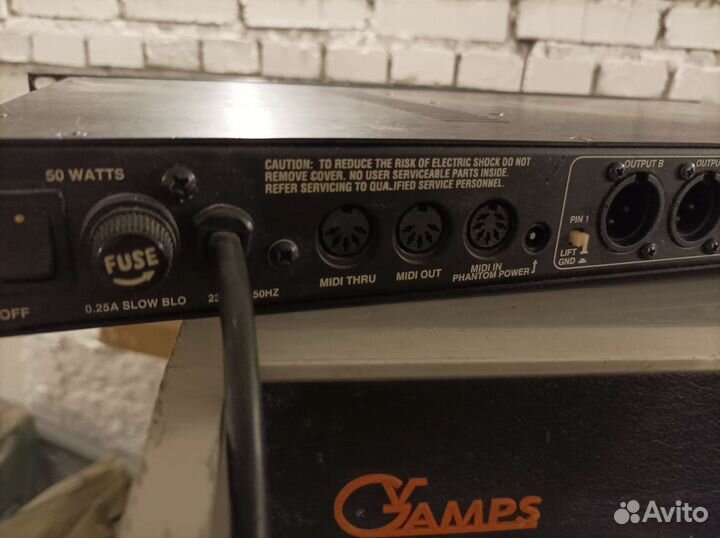 50 WATTS
CAUTION: TO REDUCE THE RISK OF ELECTRIC SHOCK DO NOT
REMOVE COVER. NO USER SERVICEABLE PARTS INSIDE.
REFER SERVICING TO QUALIFIED SERVICE PERSONNEL.
OUTPUT B
OUTPU
PIN 1
LIFT
GND
FUSE
OFF
0.25A SLOW BLO
50HZ
MIDI THRU
MIDI OUT
MIDI IN
PHANTOM POWER
AMPS
Avito